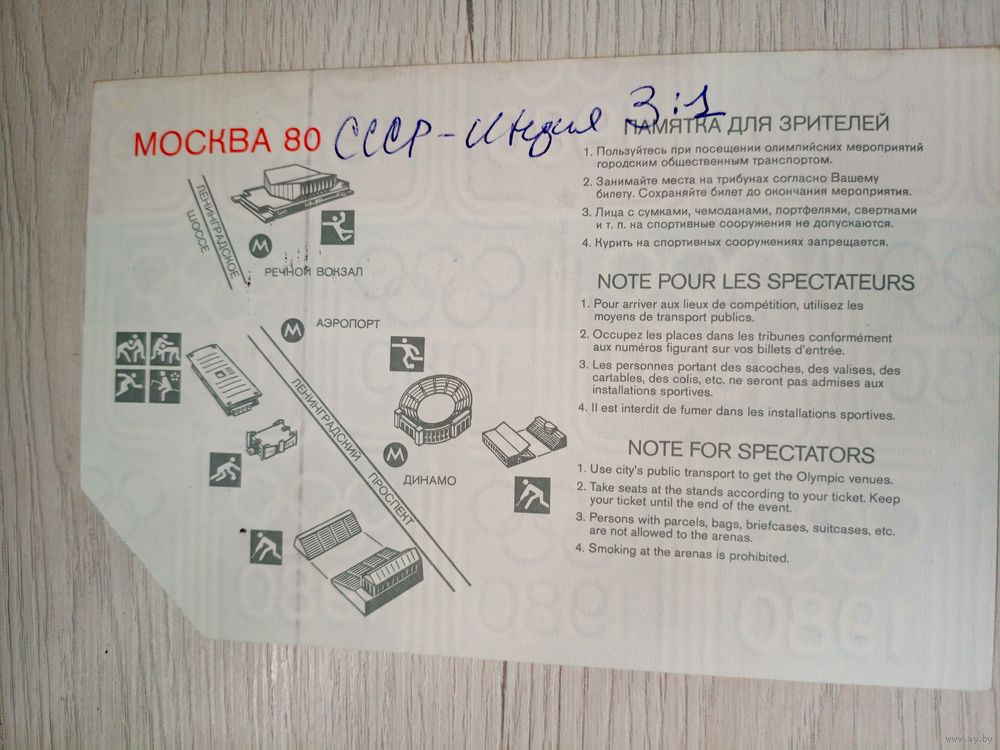 МОСКВА 80
СССР - Индия 3:1
ЛЕНИНГРАДСКОЕ
ШОССЕ
М
РЕЧНОЙ ВОКЗАЛ
М
АЭРОПОРТ
ЛЕНИНГРАДСКИЙ ПРОСПЕКТ
М
ДИНАМО
ПАМЯТКА ДЛЯ ЗРИТЕЛЕЙ
1. Пользуйтесь при посещении олимпийских мероприятий
городским общественным транспортом.
2. Занимайте места на трибунах согласно Вашему
билету. Сохраняйте билет до окончания мероприятия.
3. Лица с сумками, чемоданами, портфелями, свертками
и т. п. на спортивные сооружения не допускаются.
4. Курить на спортивных сооружениях запрещается.
NOTE POUR LES SPECTATEURS
1. Pour arriver aux lieux de compétition, utilisez les
moyens de transport publics.
2. Occupez les places dans les tribunes conformément
aux numéros figurant sur vos billets d'entrée.
3. Les personnes portant des sacoches, des valises, des
cartables, des colis, etc. ne seront pas admises aux
installations sportives.
4. Il est interdit de fumer dans les installations sportives.
NOTE FOR SPECTATORS
1. Use city's public transport to get the Olympic venues.
2. Take seats at the stands according to your ticket. Keep
your ticket until the end of the event.
3. Persons with parcels, bags, briefcases, suitcases, etc.
are not allowed to the arenas.
4. Smoking at the arenas is prohibited.
1980
980
080
www.ay.by